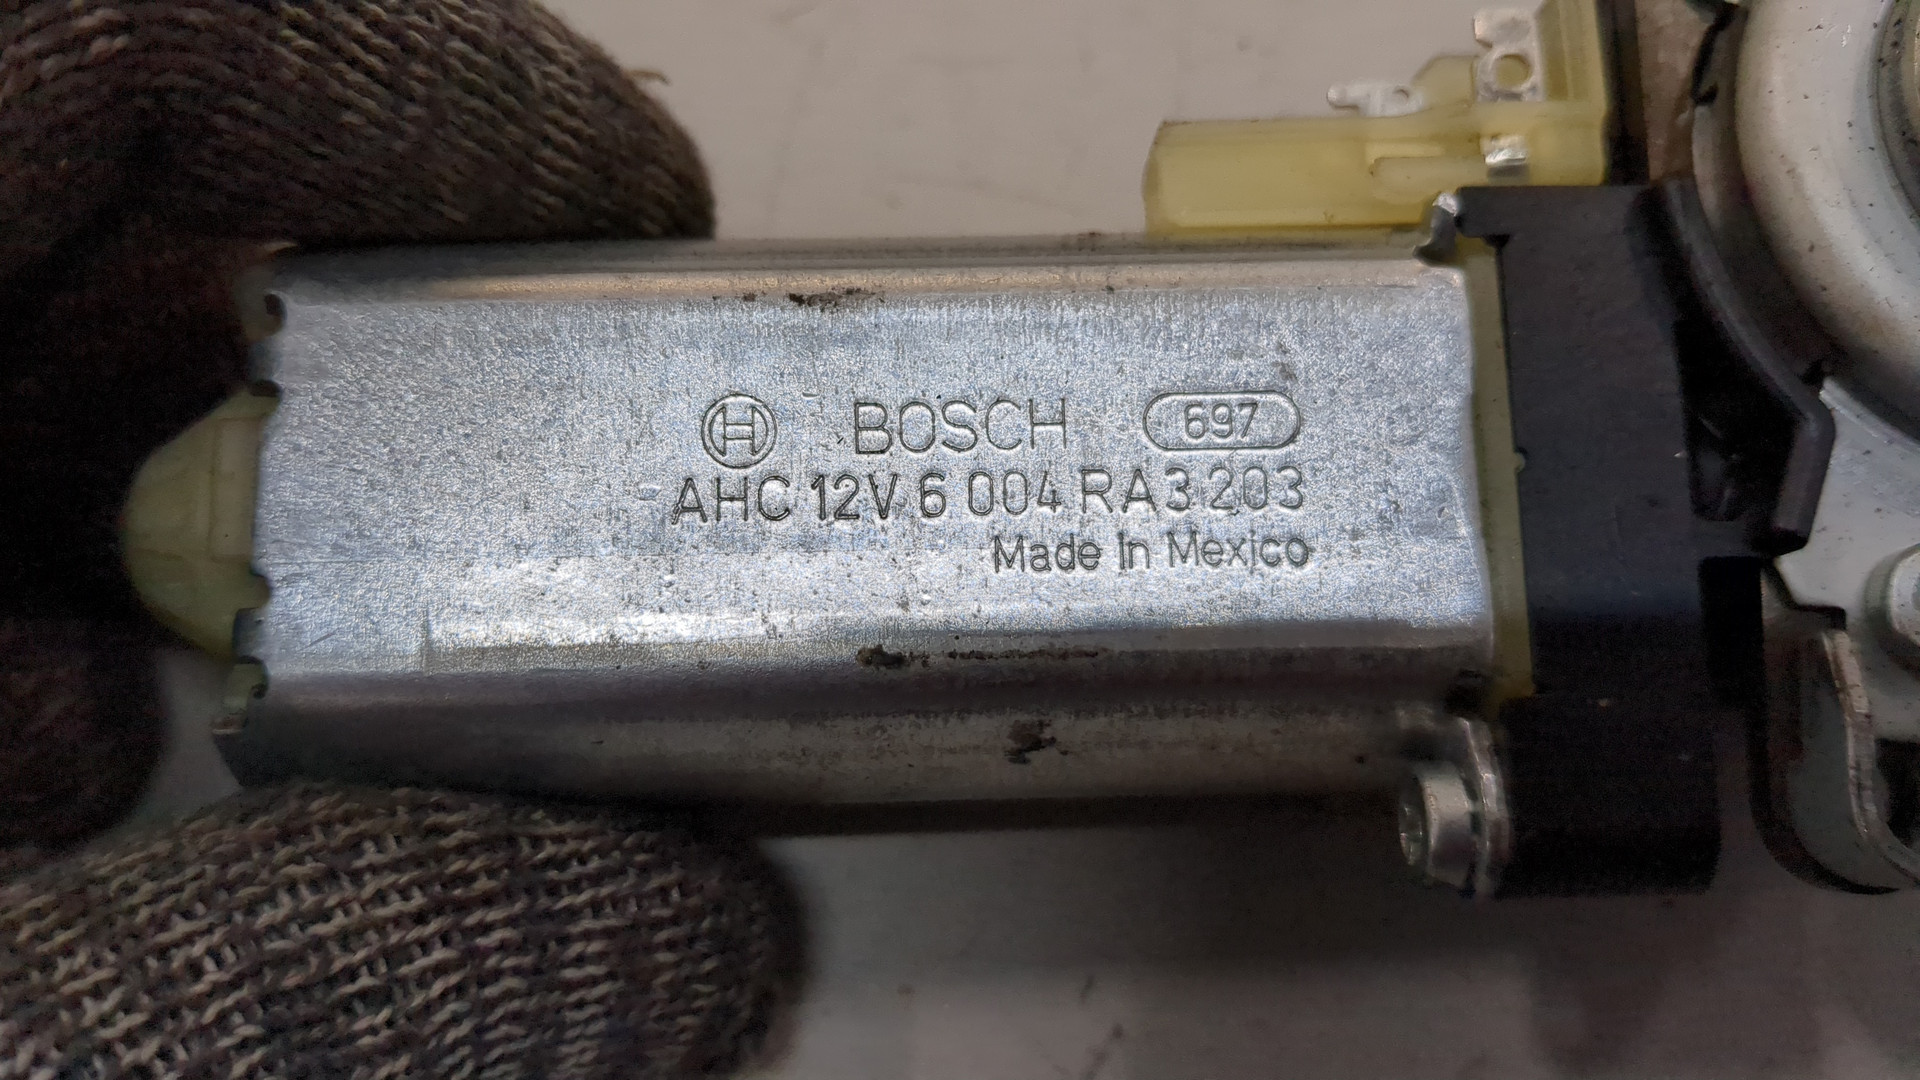 BOSCH 697
AHC 12V 6 004 RA3 203
Made In Mexico